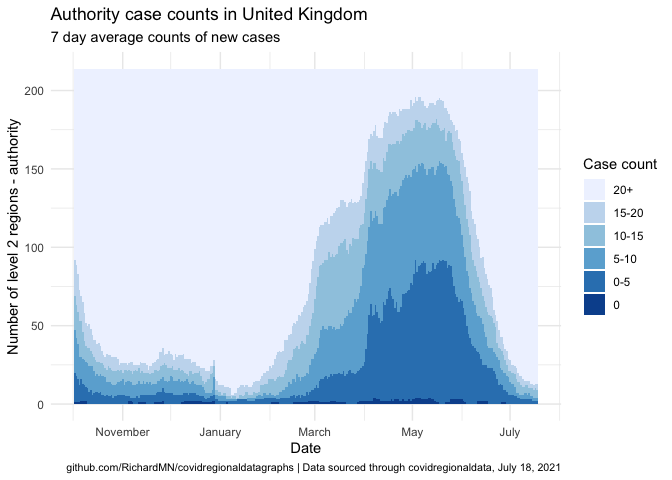 Authority case counts in United Kingdom
7 day average counts of new cases
Number of level 2 regions - authority
200
150
100
50
0
November
January
March
May
July
Date
Case count
20+
15-20
10-15
5-10
0-5
0
github.com/RichardMN/covidregionaldatagraphs | Data sourced through covidregionaldata, July 18, 2021